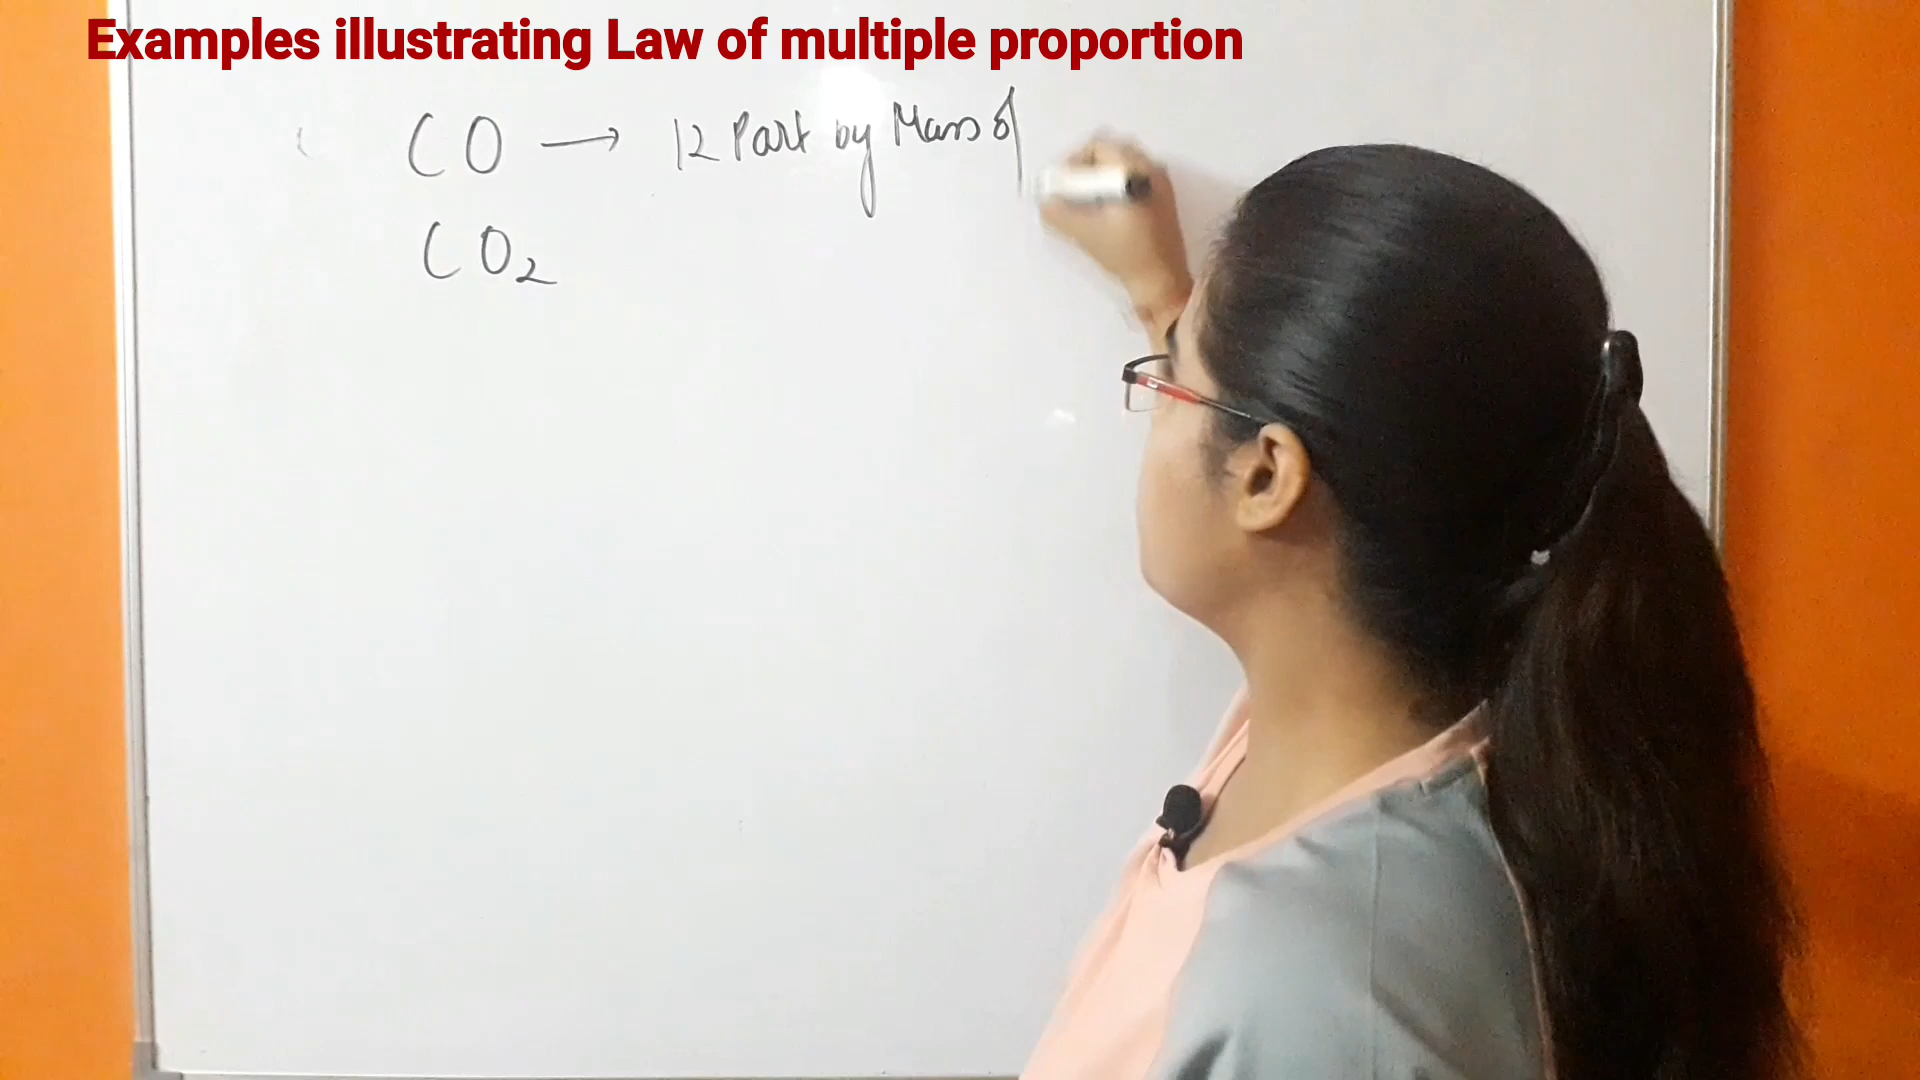 Examples illustrating Law of multiple proportion
CO → 12 Part by Mass of
CO₂